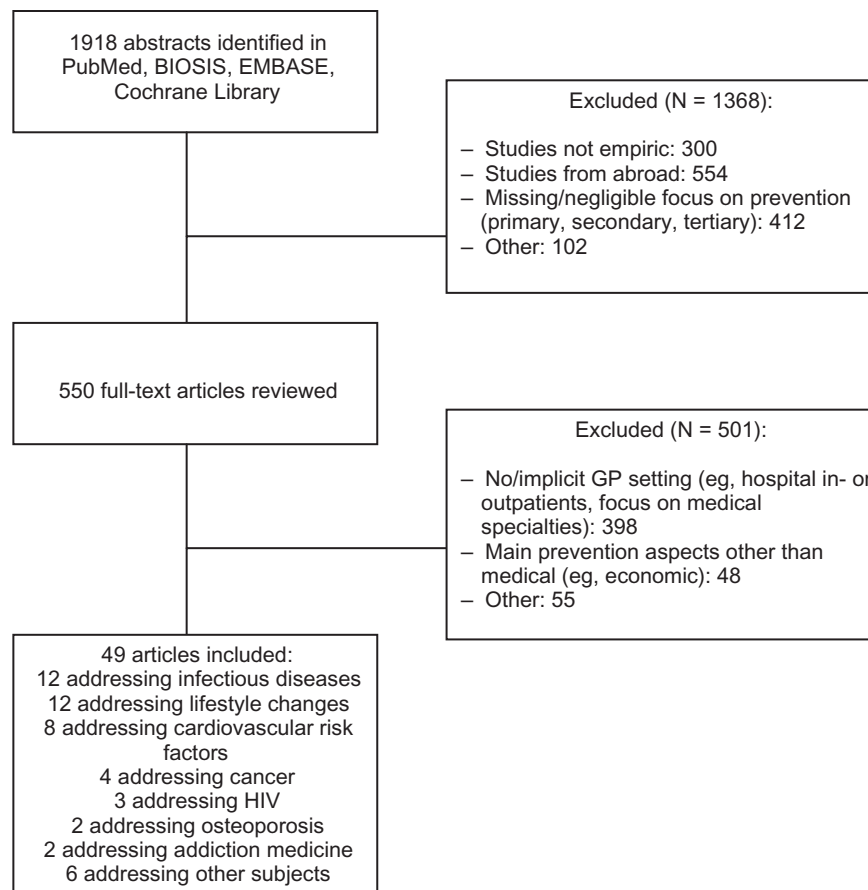 1918 abstracts identified in
PubMed, BIOSIS, EMBASE,
Cochrane Library
Excluded (N = 1368):
– Studies not empiric: 300
– Studies from abroad: 554
– Missing/negligible focus on prevention
(primary, secondary, tertiary): 412
– Other: 102
550 full-text articles reviewed
Excluded (N = 501):
– No/implicit GP setting (eg, hospital in- or
outpatients, focus on medical
specialties): 398
– Main prevention aspects other than
medical (eg, economic): 48
– Other: 55
49 articles included:
12 addressing infectious diseases
12 addressing lifestyle changes
8 addressing cardiovascular risk
factors
4 addressing cancer
3 addressing HIV
2 addressing osteoporosis
2 addressing addiction medicine
6 addressing other subjects